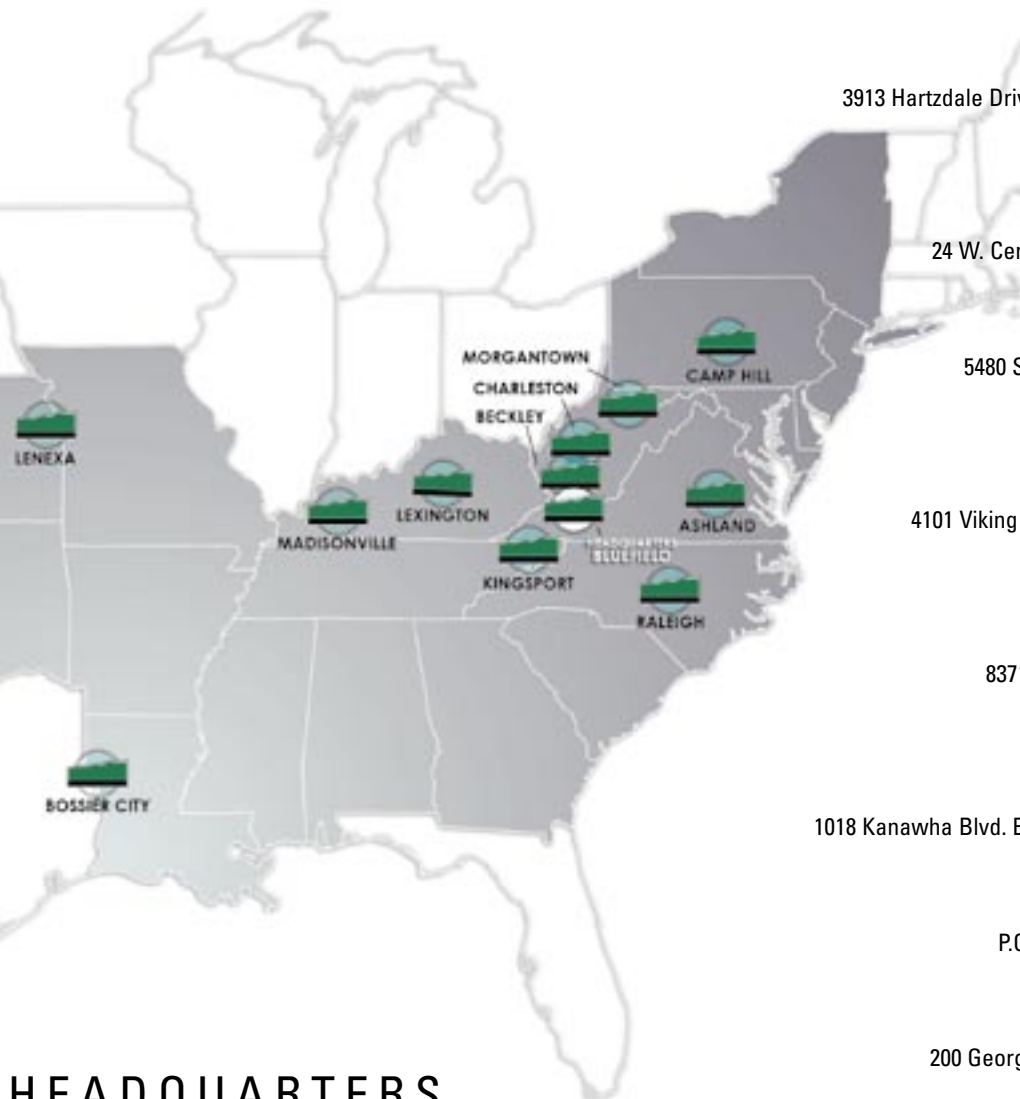 3913 Hartzdale Driv
24 W. Cer
5480 S
4101 Viking
837
1018 Kanawha Blvd. E
P.O
200 Georg
MORGANTOWN
CHARLESTON
BECKLEY
CAMP HILL
LENEXA
LEXINGTON
MADISONVILLE
ASHLAND
HEADQUARTERS
BLUEFIELD
KINGSPORT
RALEIGH
BOSSIER CITY
HEADQUARTERS